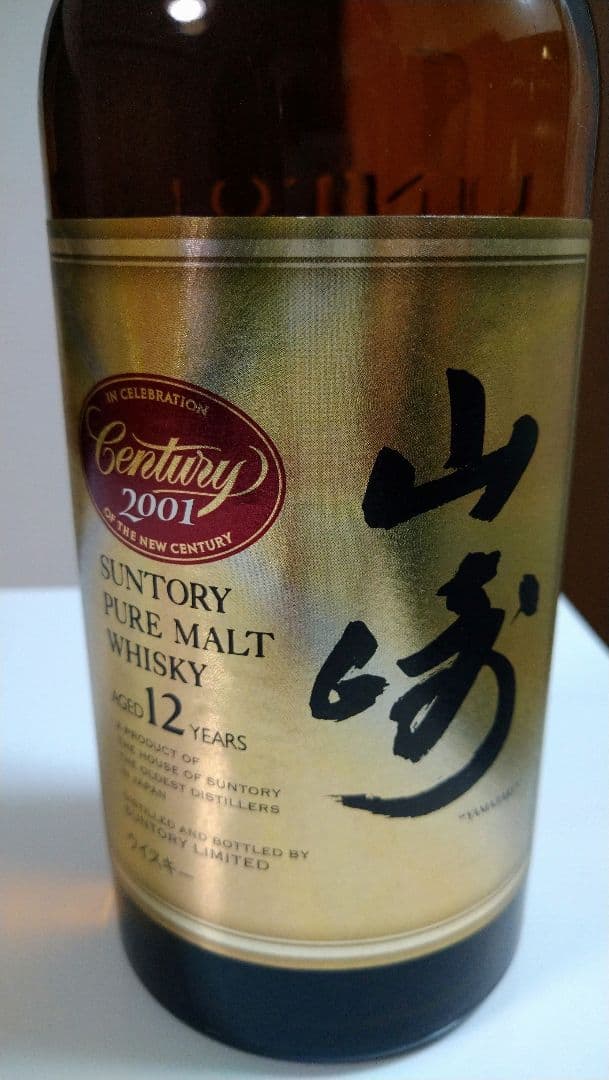 IN CELEBRATION
Century
2001
OF THE NEW CENTURY
SUNTORY
PURE MALT
WHISKY
AGED 12 YEARS
A PRODUCT OF
THE HOUSE OF SUNTORY
THE OLDEST DISTILLERS
IN JAPAN
DISTILLED AND BOTTLED BY
SUNTORY LIMITED
ウイスキー
山崎
"YAMAZAKI"